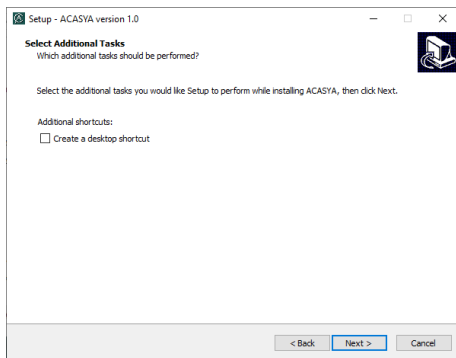 Setup - ACASYA version 1.0
Select Additional Tasks
Which additional tasks should be performed?
Select the additional tasks you would like Setup to perform while installing ACASYA, then click Next.
Additional shortcuts:
Create a desktop shortcut
< Back
Next >
Cancel